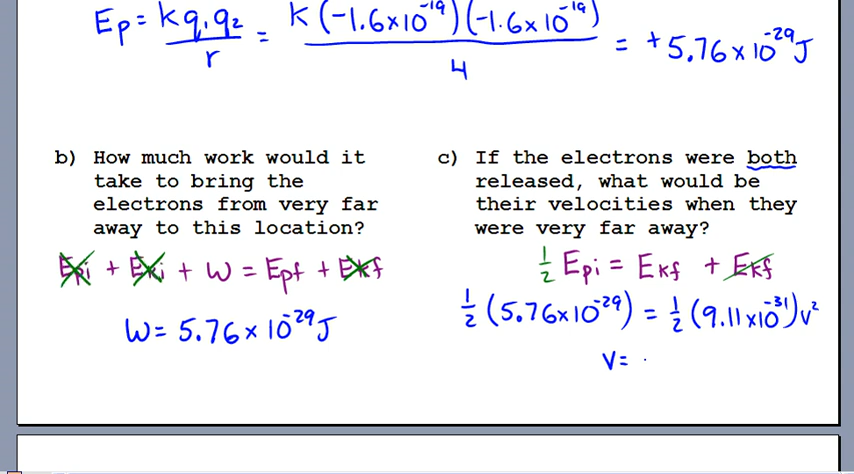 Ep = kq₁q₂/r = k(-1.6x10⁻¹⁹)(-1.6x10⁻¹⁹)/4 = +5.76x10⁻²⁹J
b) How much work would it
take to bring the
electrons from very far
away to this location?
Epi + Eki + W = Epf + Ekf
W = 5.76x10⁻²⁹J
c) If the electrons were both
released, what would be
their velocities when they
were very far away?
½ Epi = Ekf + Ekf
½(5.76x10⁻²⁹) = ½(9.11x10⁻³¹)v²
v=